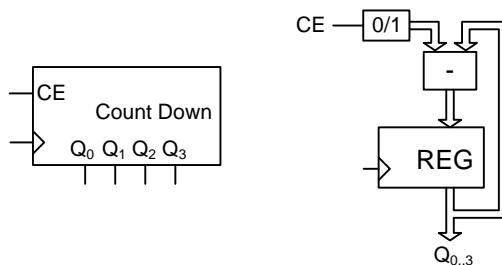 CE
Count Down
Q₀ Q₁ Q₂ Q₃
CE 0/1
-
REG
Q₀..₃